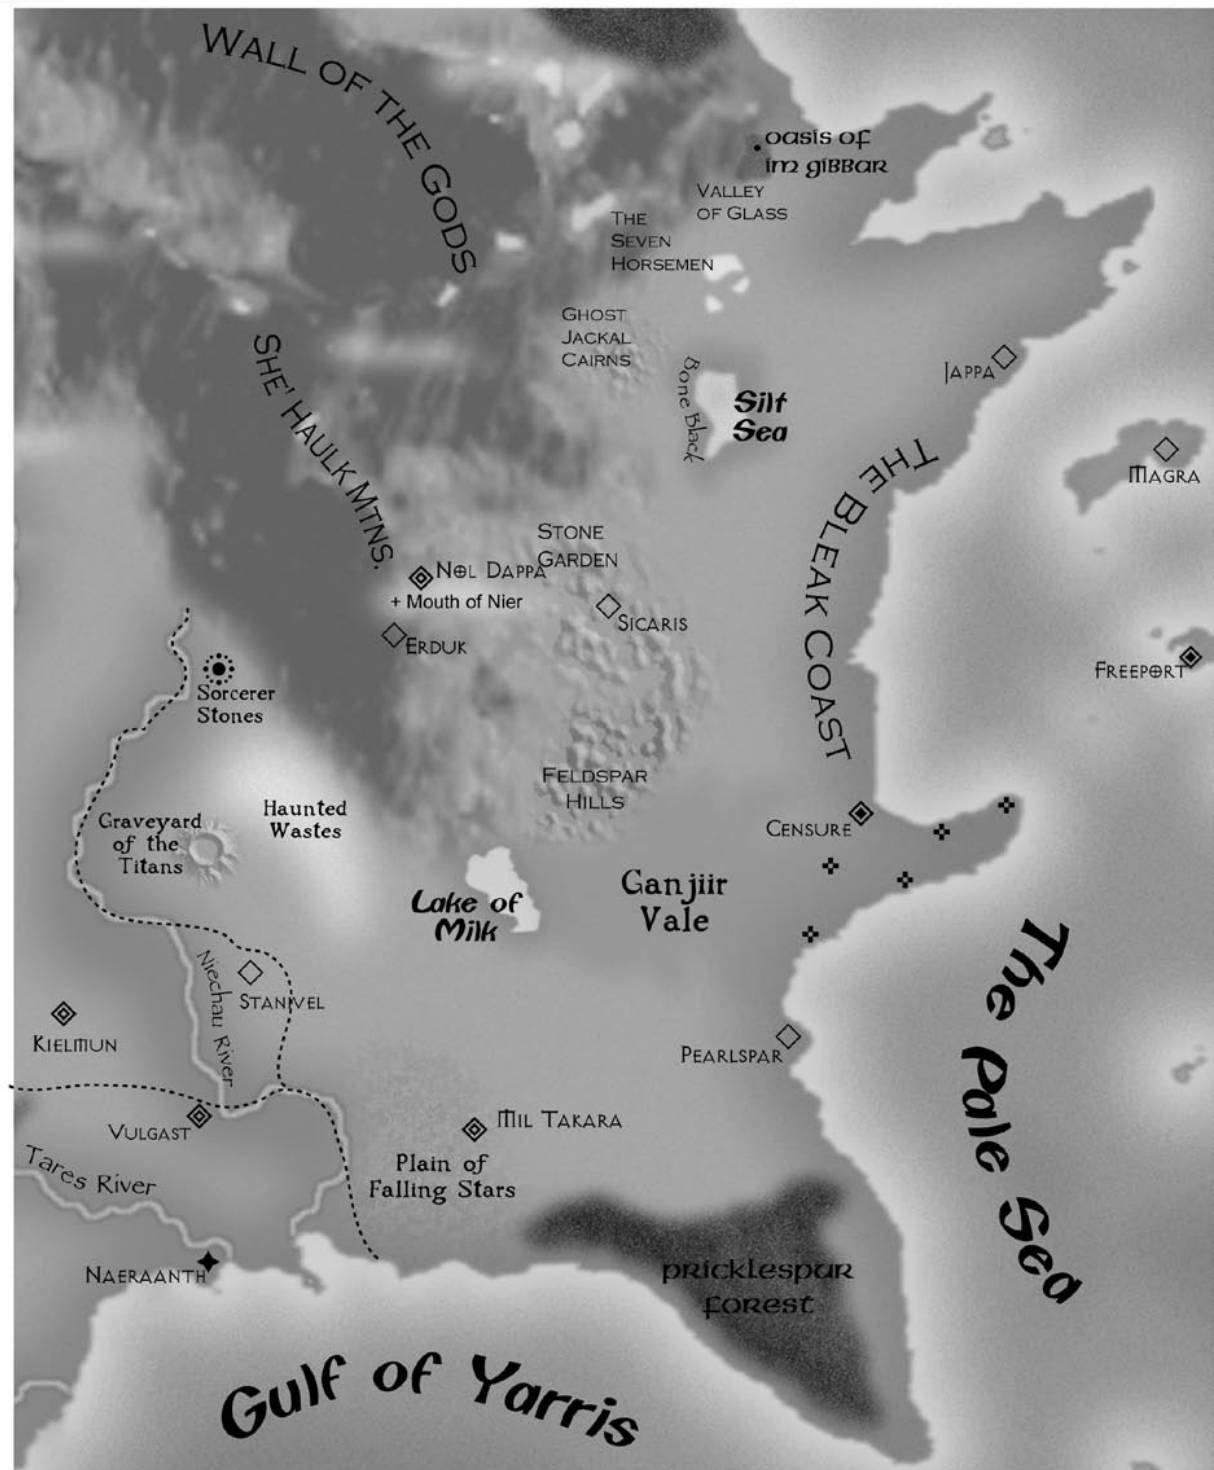 WALL OF THE GODS
oasis of
im gibbar
VALLEY
OF GLASS
THE
SEVEN
HORSEMEN
GHOST
JACKAL
CAIRNS
SHE' HAULK MTNS.
Bone Black
Silt
Sea
JAPPA
MAGRA
THE BLEAK COAST
STONE
GARDEN
NOL DAPPA
+ Mouth of Nier
SICARIS
ERDUK
FREEPORT
Sorcerer
Stones
FELDSPAR
HILLS
Haunted
Wastes
Graveyard
of the
Titans
CENSURE
Lake of
Milk
Ganjiir
Vale
The Pale Sea
Niechau River
STANIVEL
KIELMUN
PEARLSPAR
VULGAST
MIL TAKARA
Tares River
Plain of
Falling Stars
NAERAANTH
pricklespur
forest
Gulf of Yarris